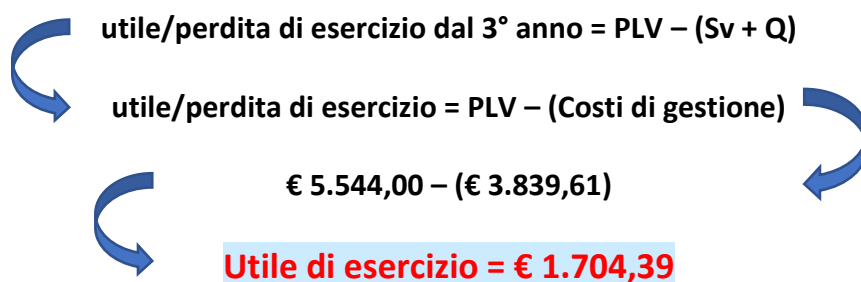 utile/perdita di esercizio dal 3° anno = PLV – (Sv + Q)
utile/perdita di esercizio = PLV – (Costi di gestione)
€ 5.544,00 – (€ 3.839,61)
Utile di esercizio = € 1.704,39